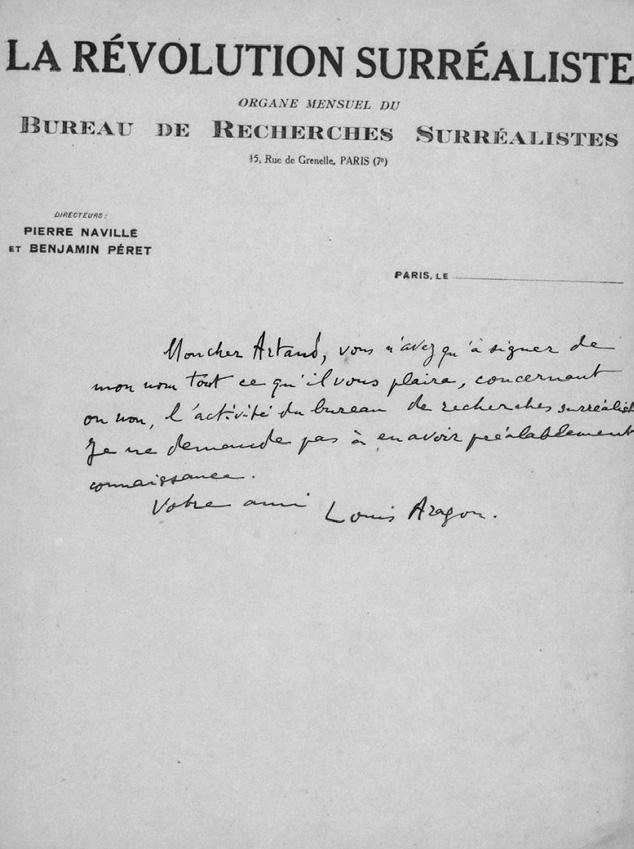 LA RÉVOLUTION SURRÉALISTE
ORGANE MENSUEL DU
BUREAU DE RECHERCHES SURRÉALISTES
15, Rue de Grenelle, PARIS (7e)
DIRECTEURS:
PIERRE NAVILLE
ET BENJAMIN PÉRET
PARIS, LE
Mon cher Artaud, vous n'avez qu'à signer de
mon nom tout ce qu'il vous plaira, concernant
ou non, l'activité du bureau de recherches surréalist
Je ne demande pas à en avoir préalablement
connaissance.
Votre ami Louis Aragon.